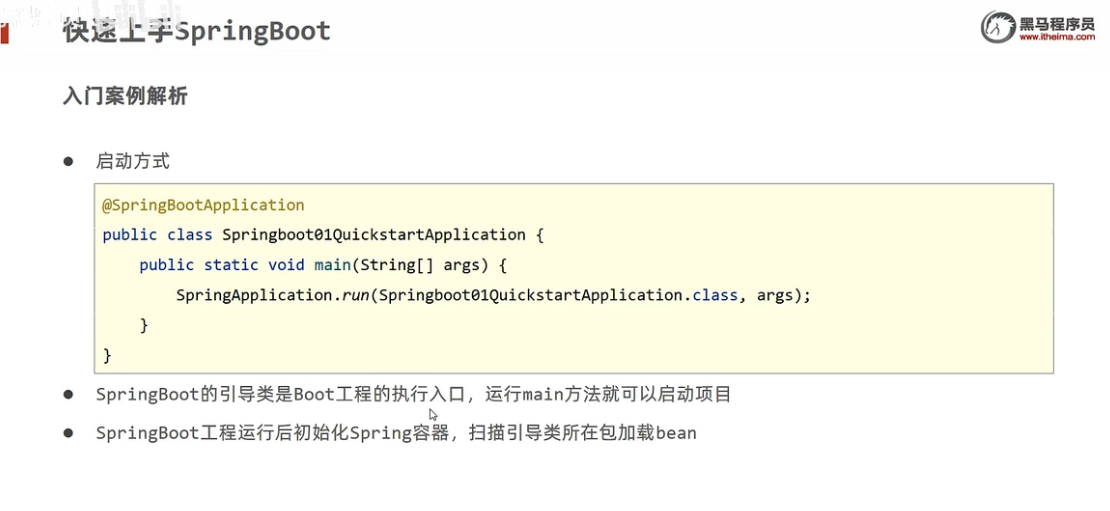 快速上手SpringBoot
黑马程序员
www.itheima.com
入门案例解析
● 启动方式
@SpringBootApplication
public class Springboot01QuickstartApplication {
    public static void main(String[] args) {
        SpringApplication.run(Springboot01QuickstartApplication.class, args);
    }
}
● SpringBoot的引导类是Boot工程的执行入口，运行main方法就可以启动项目
● SpringBoot工程运行后初始化Spring容器，扫描引导类所在包加载bean